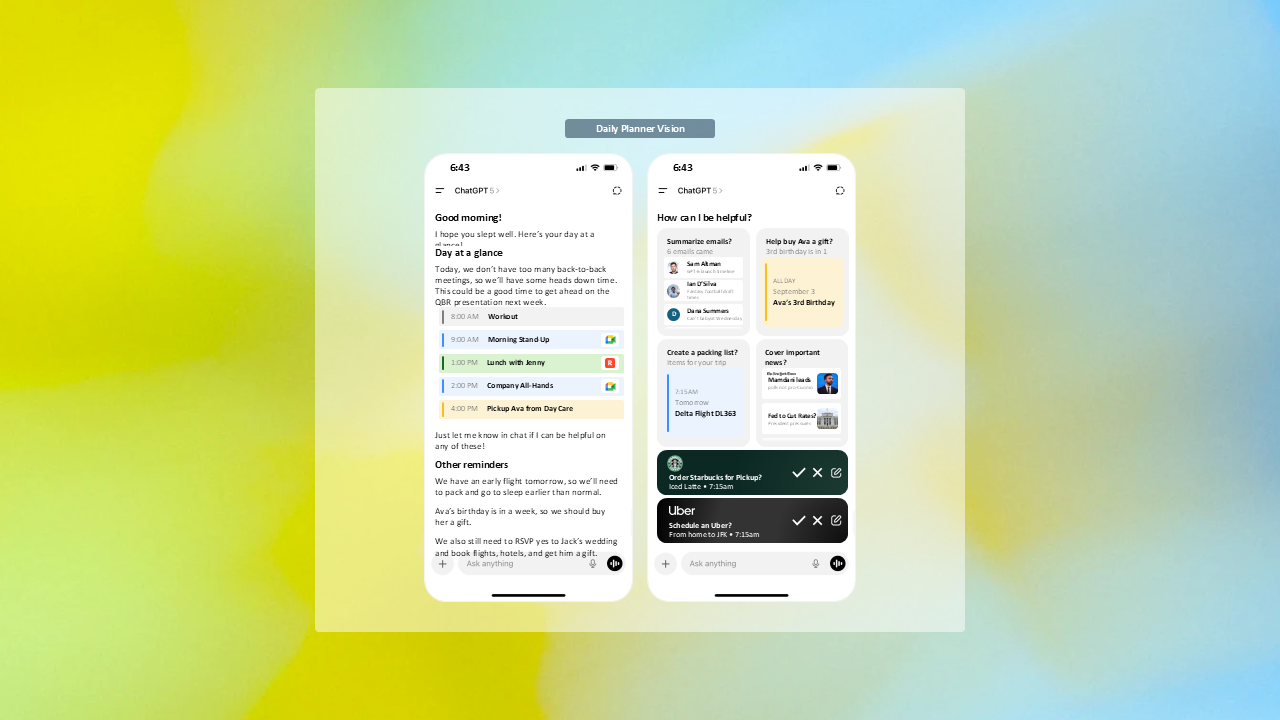 Daily Planner Vision
6:43
ChatGPT 5 >
Good morning!
I hope you slept well. Here's your day at a
glance!
Day at a glance
Today, we don't have too many back-to-back
meetings, so we'll have some heads down time.
This could be a good time to get ahead on the
QBR presentation next week.
8:00 AM Workout
9:00 AM Morning Stand-Up
1:00 PM Lunch with Jenny
R
2:00 PM Company All-Hands
4:00 PM Pickup Ava from Day Care
Just let me know in chat if I can be helpful on
any of these!
Other reminders
We have an early flight tomorrow, so we'll need
to pack and go to sleep earlier than normal.
Ava's birthday is in a week, so we should buy
her a gift.
We also still need to RSVP yes to Jack's wedding
and book flights, hotels, and get him a gift.
Ask anything
6:43
ChatGPT 5 >
How can I be helpful?
Summarize emails?
6 emails came
Sam Altman
Ian D'Silva
D
Dana Summers
Help buy Ava a gift?
3rd birthday is in 1
ALL DAY
September 3
Ava's 3rd Birthday
Create a packing list?
Items for your trip
7:15AM
Tomorrow
Delta Flight DL363
Cover important
news?
Mamdani leads
Fed to Cut Rates?
President pressures
Order Starbucks for Pickup?
Iced Latte • 7:15am
Uber
Schedule an Uber?
From home to JFK • 7:15am
Ask anything